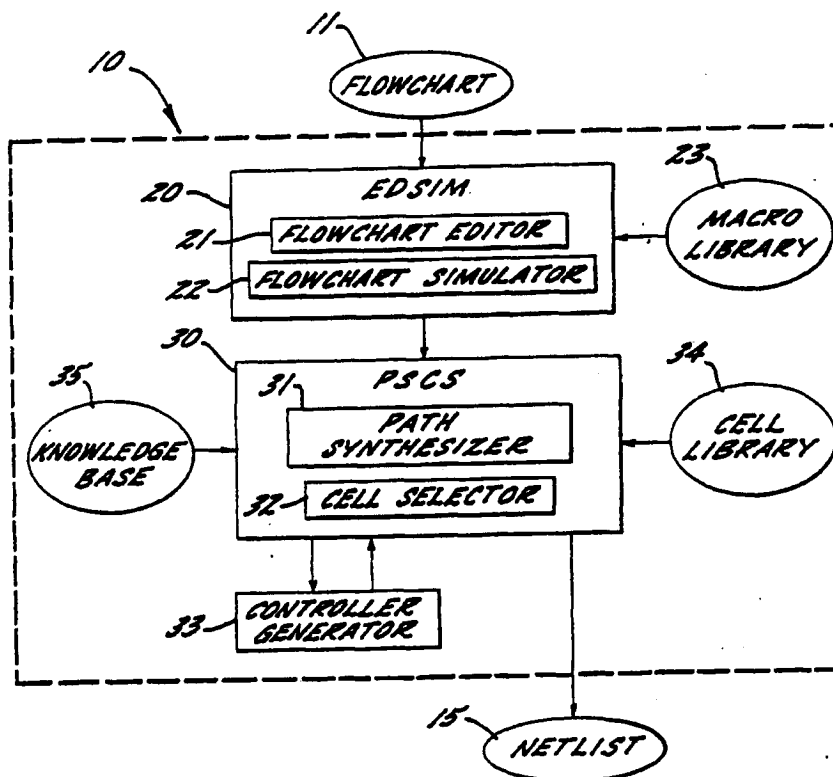 11
10
FLOWCHART
20
EDSIM
23
21
FLOWCHART EDITOR
MACRO
LIBRARY
22
FLOWCHART SIMULATOR
30
PSCS
35
31
34
PATH
SYNTHESIZER
KNOWLEDGE
BASE
CELL
LIBRARY
32
CELL SELECTOR
33
CONTROLLER
GENERATOR
15
NETLIST